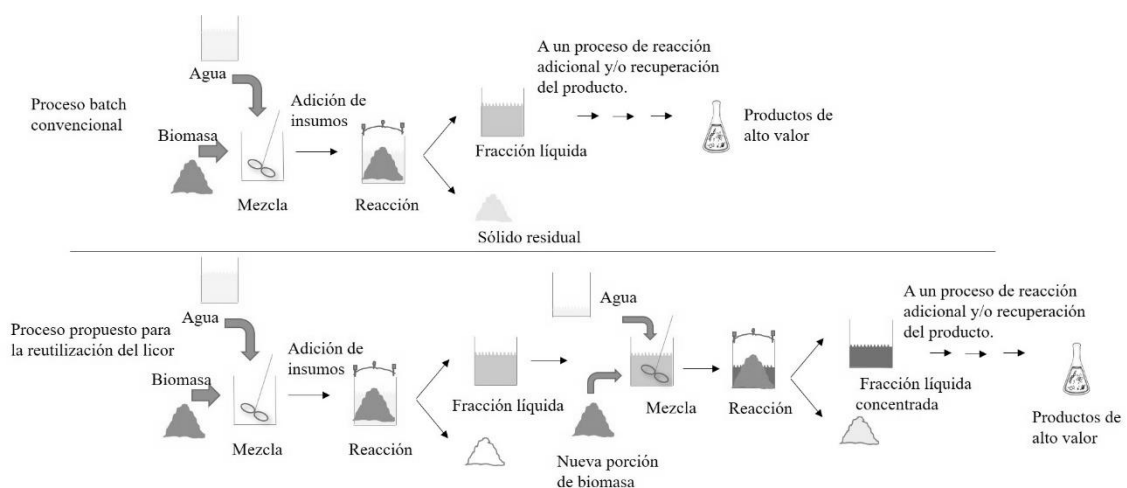 Agua
Proceso batch
convencional
Biomasa
Mezcla
Adición de
insumos
Reacción
Fracción líquida
Sólido residual
A un proceso de reacción
adicional y/o recuperación
del producto.
Productos de
alto valor
Proceso propuesto para
la reutilización del licor
Agua
Biomasa
Mezcla
Adición de
insumos
Reacción
Fracción líquida
Agua
Nueva porción
de biomasa
Mezcla
Reacción
Fracción líquida
concentrada
A un proceso de reacción
adicional y/o recuperación
del producto.
Productos de
alto valor